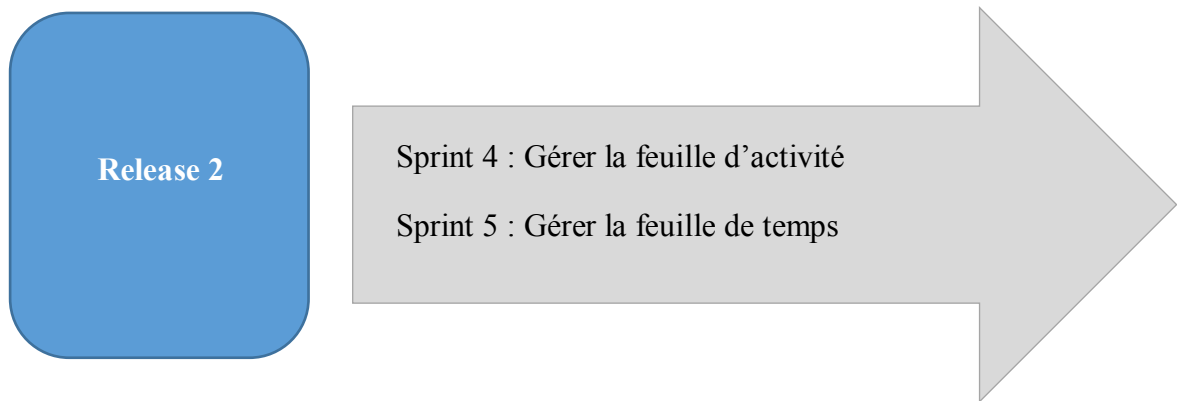 Release 2
Sprint 4 : Gérer la feuille d’activité
Sprint 5 : Gérer la feuille de temps